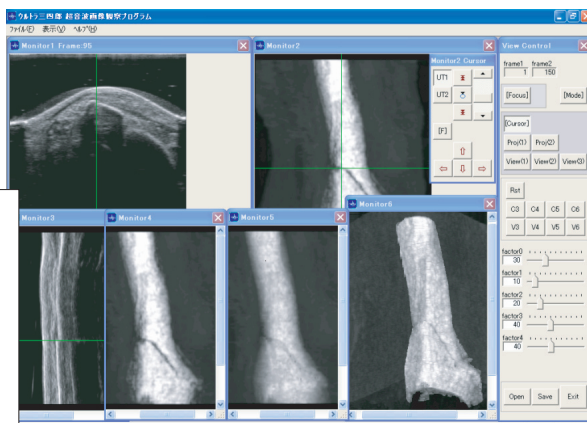 ウルトラ三四郎 超音波画像観察プログラム
ファイル(F) 表示(V) ヘルプ(H)
Monitor1 Frame:95
Monitor2
Monitor2 Cursor
UT1
UT2
[F]
View Control
frame1 frame2
1 150
[Focus] [Mode]
[Cursor]
Proj(1) Proj(2)
View(1) View(2) View(3)
Rst
C3 C4 C5 C6
V3 V4 V5 V6
factor0
30
factor1
10
factor2
20
factor3
40
factor4
40
Open Save Exit
Monitor3
Monitor4
Monitor5
Monitor6